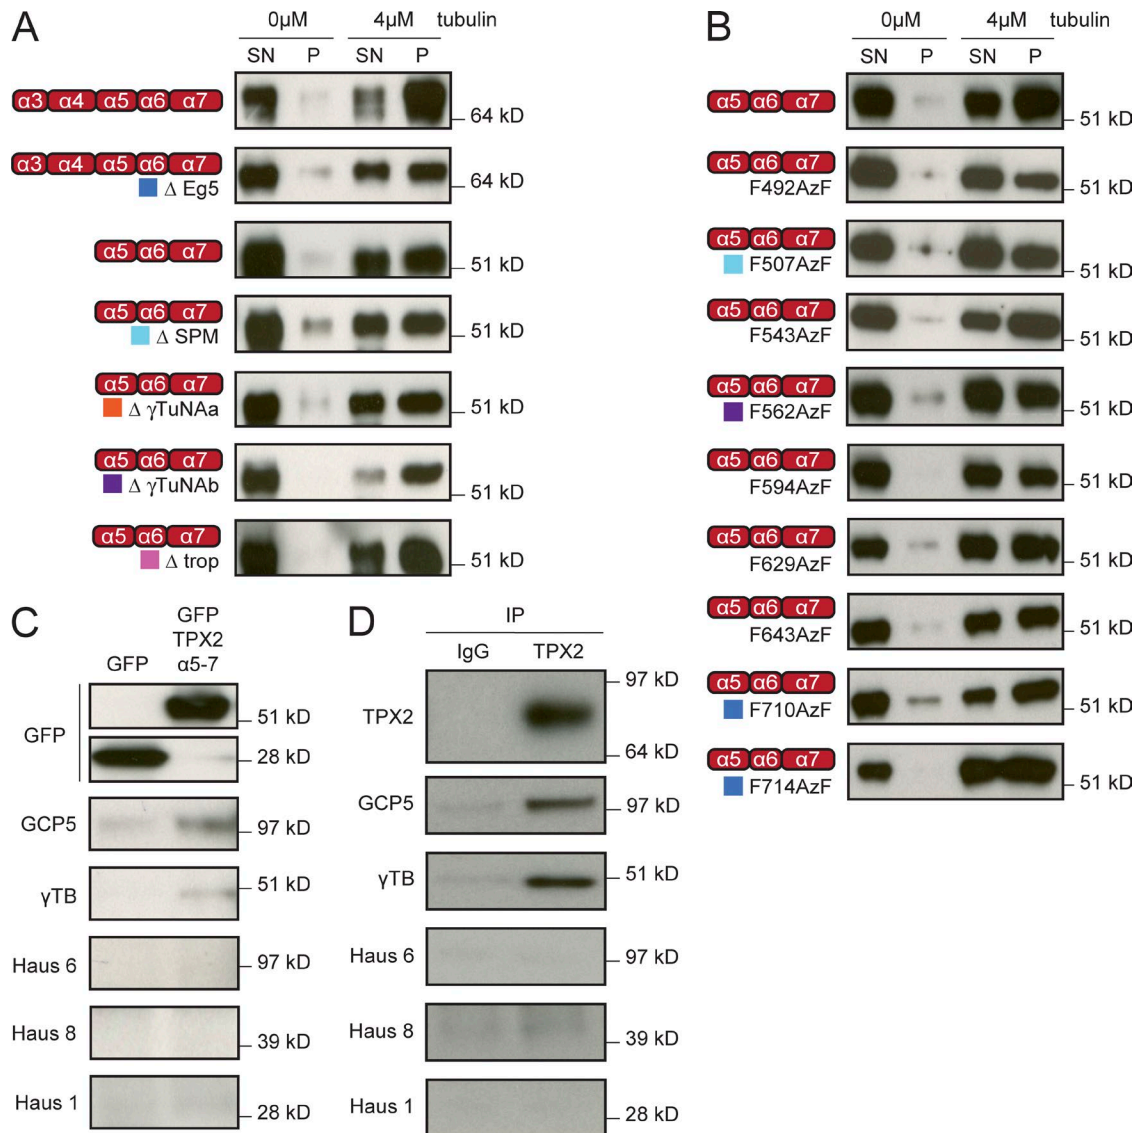 A
0µM 4µM tubulin
SN P SN P
α3 α4 α5 α6 α7
64 kD
α3 α4 α5 α6 α7
Δ Eg5
64 kD
α5 α6 α7
51 kD
α5 α6 α7
Δ SPM
51 kD
α5 α6 α7
Δ γTuNAa
51 kD
α5 α6 α7
Δ γTuNAb
51 kD
α5 α6 α7
Δ trop
51 kD
B
0µM 4µM tubulin
SN P SN P
α5 α6 α7
51 kD
α5 α6 α7
F492AzF
51 kD
α5 α6 α7
F507AzF
51 kD
α5 α6 α7
F543AzF
51 kD
α5 α6 α7
F562AzF
51 kD
α5 α6 α7
F594AzF
51 kD
α5 α6 α7
F629AzF
51 kD
α5 α6 α7
F643AzF
51 kD
α5 α6 α7
F710AzF
51 kD
α5 α6 α7
F714AzF
51 kD
C
GFP
GFP
TPX2
α5-7
GFP
51 kD
28 kD
GCP5
97 kD
γTB
51 kD
Haus 6
97 kD
Haus 8
39 kD
Haus 1
28 kD
D
IP
IgG TPX2
TPX2
97 kD
64 kD
GCP5
97 kD
γTB
51 kD
Haus 6
97 kD
Haus 8
39 kD
Haus 1
28 kD